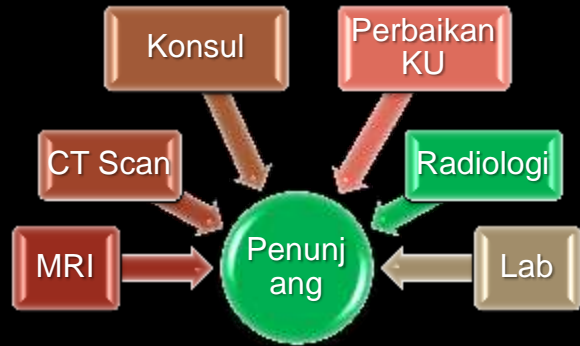 Konsul
Perbaikan
KU
CT Scan
Radiologi
MRI
Penunj
ang
Lab